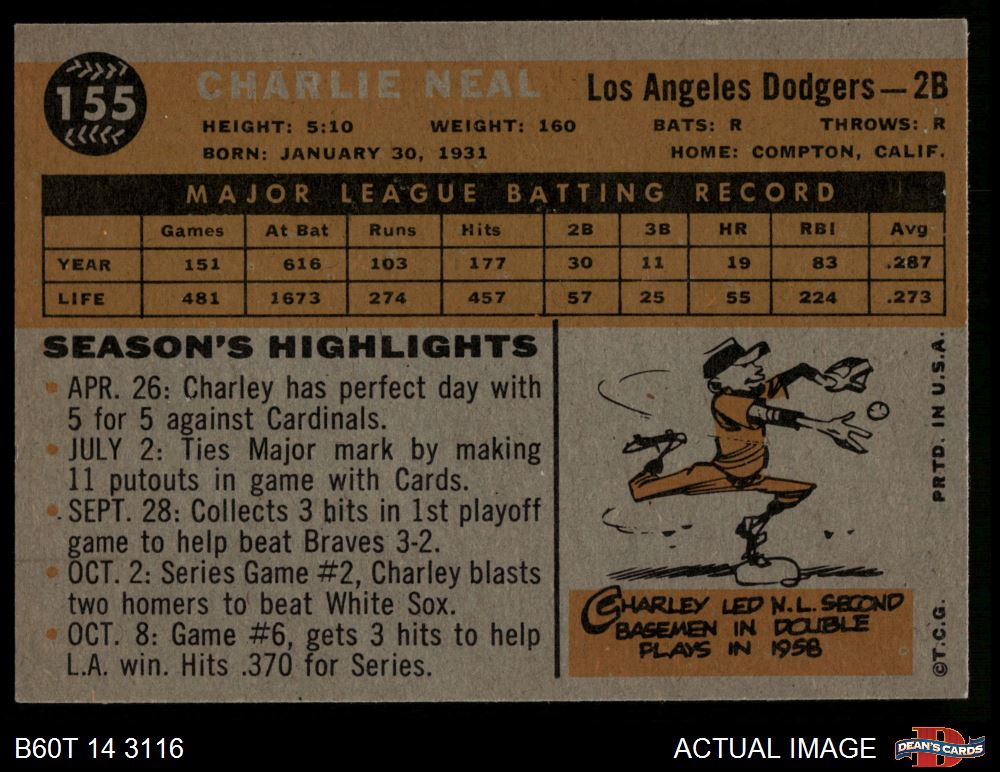 155
CHARLIE NEAL
Los Angeles Dodgers—2B
HEIGHT: 5:10 WEIGHT: 160 BATS: R THROWS: R
BORN: JANUARY 30, 1931 HOME: COMPTON, CALIF.
MAJOR LEAGUE BATTING RECORD
Games At Bat Runs Hits 2B 3B HR RBI Avg
YEAR 151 616 103 177 30 11 19 83 .287
LIFE 481 1673 274 457 57 25 55 224 .273
SEASON'S HIGHLIGHTS
• APR. 26: Charley has perfect day with
5 for 5 against Cardinals.
• JULY 2: Ties Major mark by making
11 putouts in game with Cards.
• SEPT. 28: Collects 3 hits in 1st playoff
game to help beat Braves 3-2.
• OCT. 2: Series Game #2, Charley blasts
two homers to beat White Sox.
• OCT. 8: Game #6, gets 3 hits to help
L.A. win. Hits .370 for Series.
CHARLEY LED N.L. SECOND
BASEMEN IN DOUBLE
PLAYS IN 1958
©T.C.G. PRTD. IN U.S.A.
B60T 14 3116
ACTUAL IMAGE
D
DEAN'S CARDS